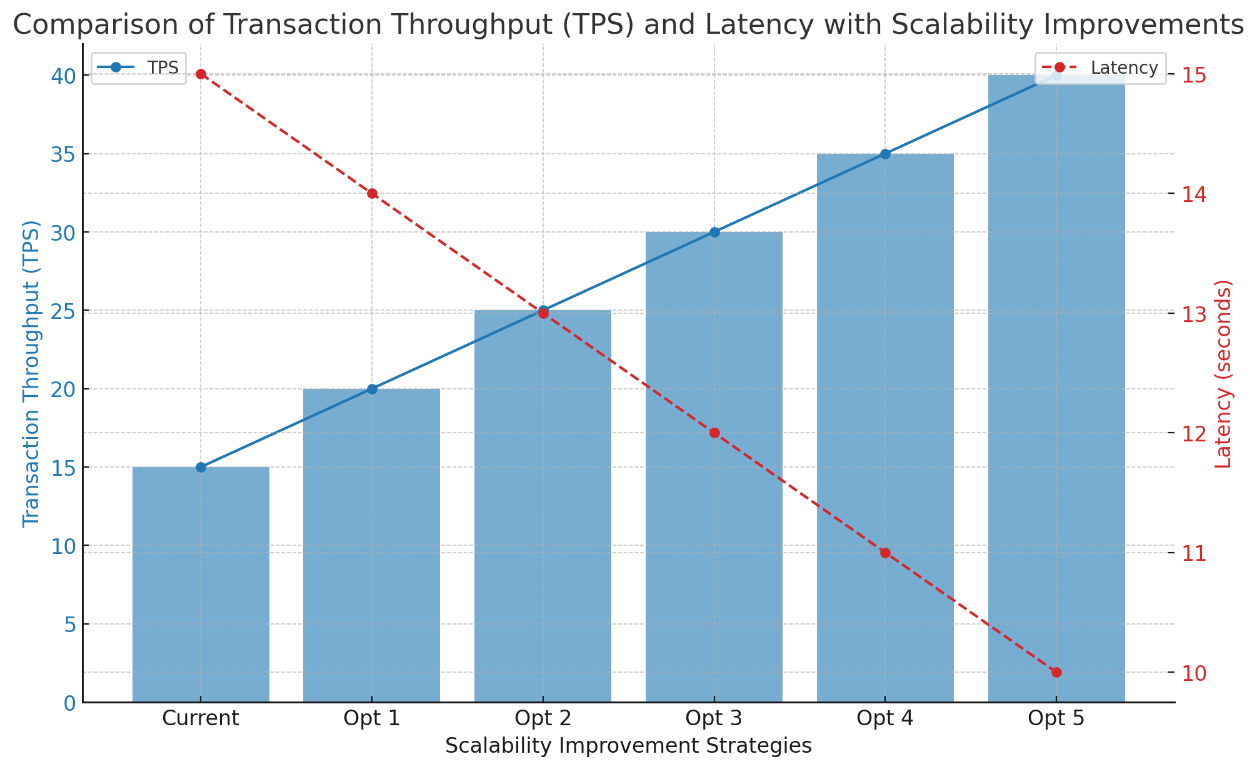 Comparison of Transaction Throughput (TPS) and Latency with Scalability Improvements
TPS
Latency
40
35
30
25
20
15
10
5
0
Transaction Throughput (TPS)
15
14
13
12
11
10
Latency (seconds)
Current Opt 1 Opt 2 Opt 3 Opt 4 Opt 5
Scalability Improvement Strategies